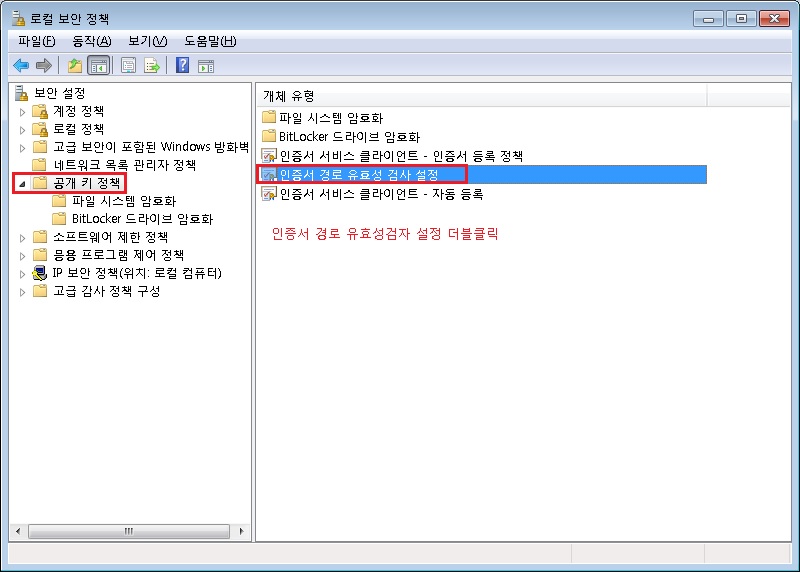 로컬 보안 정책
파일(F) 동작(A) 보기(V) 도움말(H)
보안 설정
계정 정책
로컬 정책
고급 보안이 포함된 Windows 방화벽
네트워크 목록 관리자 정책
공개 키 정책
파일 시스템 암호화
BitLocker 드라이브 암호화
소프트웨어 제한 정책
응용 프로그램 제어 정책
IP 보안 정책(위치: 로컬 컴퓨터)
고급 감사 정책 구성
개체 유형
파일 시스템 암호화
BitLocker 드라이브 암호화
인증서 서비스 클라이언트 - 인증서 등록 정책
인증서 경로 유효성 검사 설정
인증서 서비스 클라이언트 - 자동 등록
인증서 경로 유효성검자 설정 더블클릭